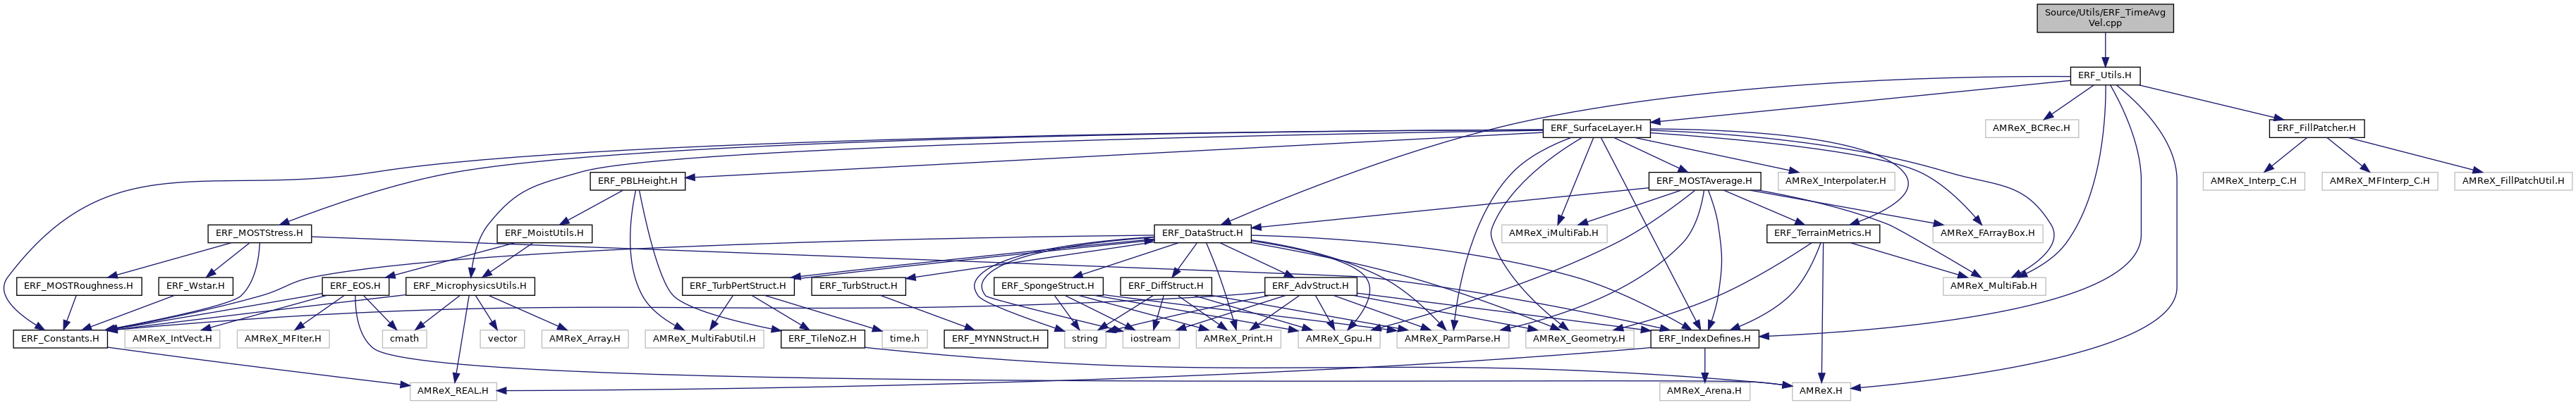 Source/Utils/ERF_TimeAvg
Vel.cpp
ERF_Utils.H
ERF_SurfaceLayer.H
AMReX_BCRec.H
ERF_FillPatcher.H
ERF_PBLHeight.H
ERF_MOSTAverage.H
AMReX_Interpolater.H
AMReX_Interp_C.H
AMReX_MFInterp_C.H
AMReX_FillPatchUtil.H
ERF_MOSTStress.H
ERF_MoistUtils.H
ERF_DataStruct.H
AMReX_iMultiFab.H
ERF_TerrainMetrics.H
AMReX_FArrayBox.H
ERF_MOSTRoughness.H
ERF_Wstar.H
ERF_EOS.H
ERF_MicrophysicsUtils.H
ERF_TurbPertStruct.H
ERF_TurbStruct.H
ERF_SpongeStruct.H
ERF_DiffStruct.H
ERF_AdvStruct.H
AMReX_MultiFab.H
ERF_Constants.H
AMReX_IntVect.H
AMReX_MFIter.H
cmath
vector
AMReX_Array.H
AMReX_MultiFabUtil.H
ERF_TileNoZ.H
time.h
ERF_MYNNStruct.H
string
iostream
AMReX_Print.H
AMReX_Gpu.H
AMReX_ParmParse.H
AMReX_Geometry.H
ERF_IndexDefines.H
AMReX_REAL.H
AMReX_Arena.H
AMReX.H